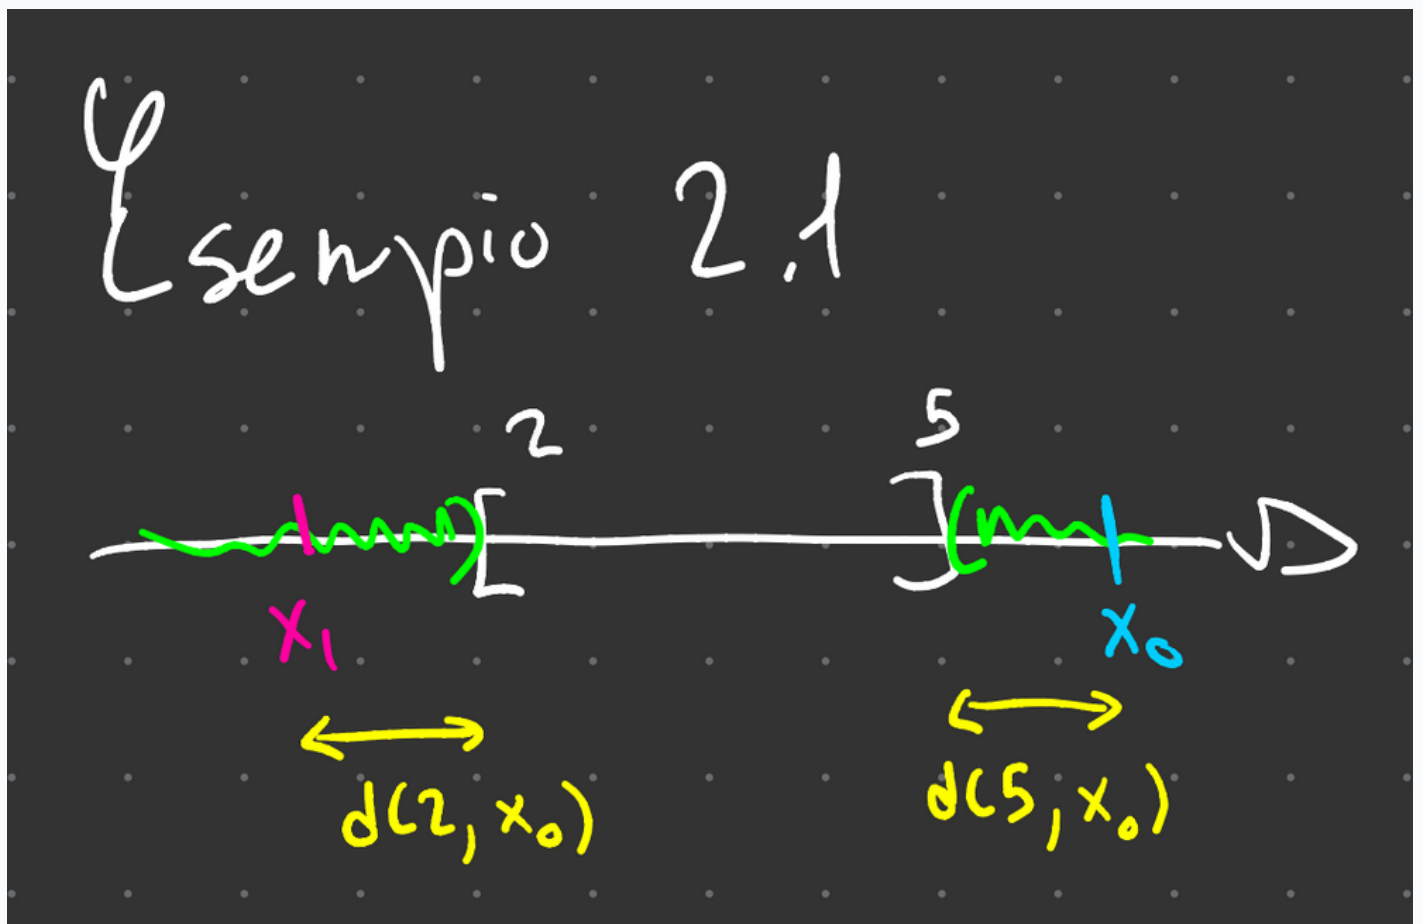 Esempio 2.1
2 5
x₁ x₀
d(2, x₀) d(5, x₀)